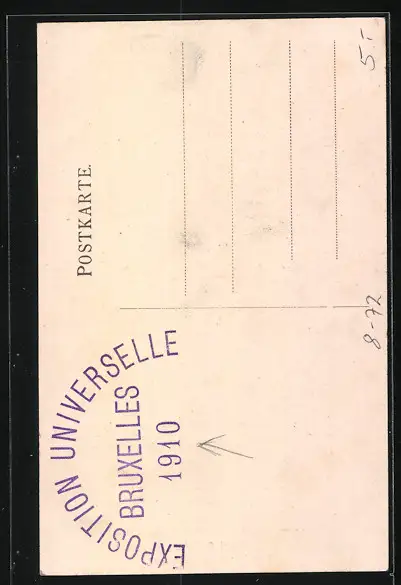 POSTKARTE.
EXPOSITION UNIVERSELLE
BRUXELLES
1910
5.-
8-72